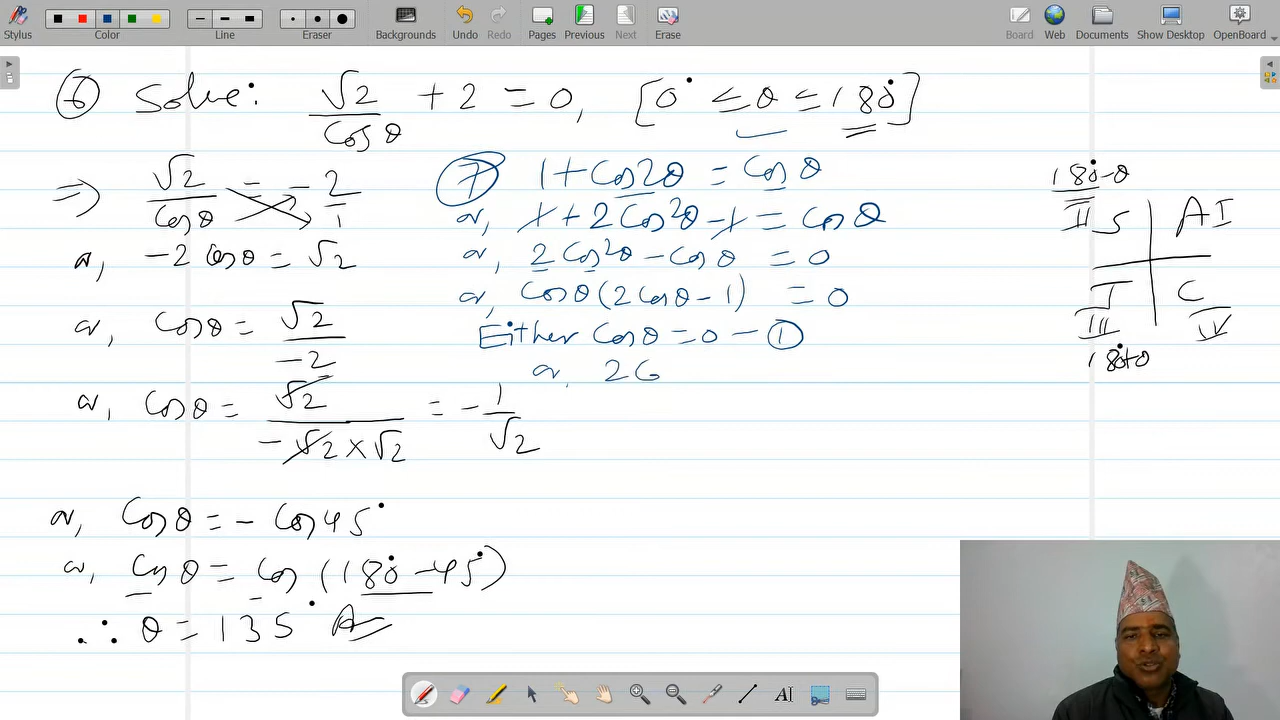 Stylus
Color
Line
Eraser
Backgrounds
Undo
Redo
Pages
Previous
Next
Erase
Board
Web
Documents
Show Desktop
OpenBoard
⑥ Solve: √2/Cosθ + 2 = 0, [0° ≤ θ ≤ 180°]
⇒ √2/Cosθ = -2/1
or, -2 Cosθ = √2
or, Cosθ = √2/-2
or, Cosθ = √2/-√2×√2 = -1/√2
or, Cosθ = - Cos45°
or, Cosθ = Cos (180° - 45°)
∴ θ = 135° A
⑦ 1 + Cos2θ = Cosθ
or, 1 + 2Cos²θ - 1 = Cosθ
or, 2Cos²θ - Cosθ = 0
or, Cosθ(2Cosθ - 1) = 0
Either Cosθ = 0 - ①
or, 2C
180-θ
II S
A I
T
C
III
IV
180+θ
AI